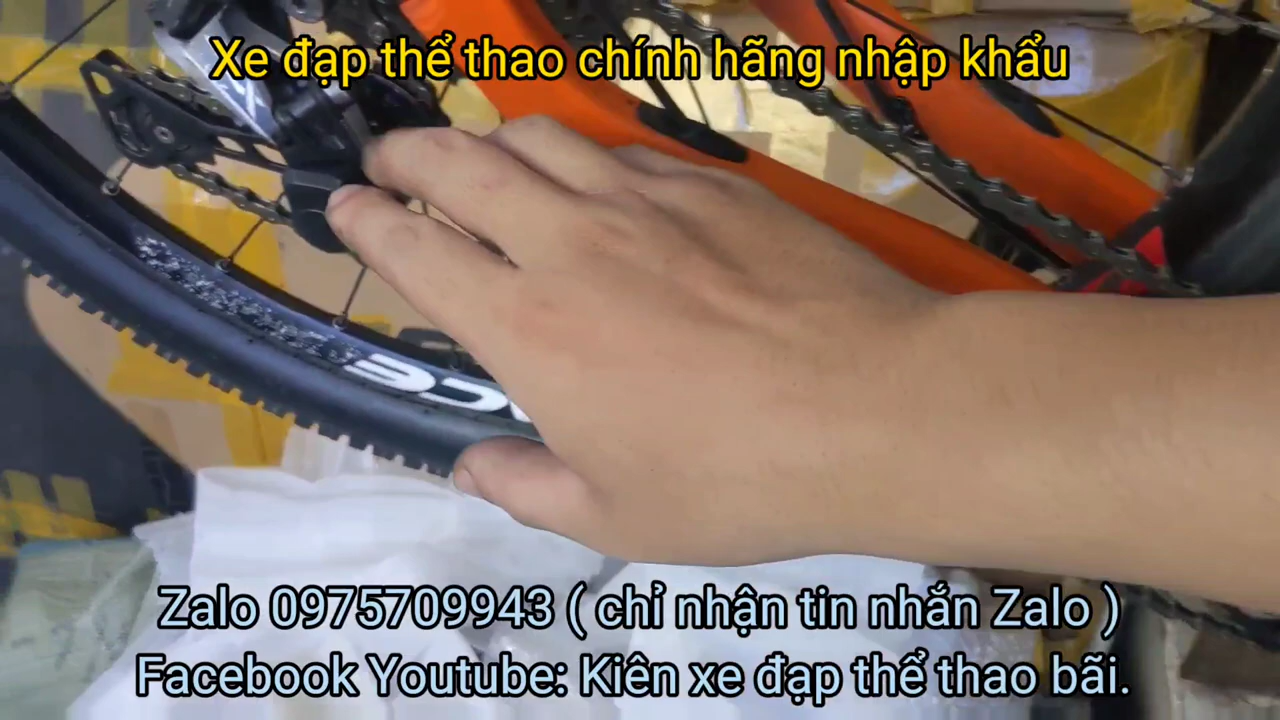 Xe đạp thể thao chính hãng nhập khẩu
Zalo 0975709943 ( chỉ nhận tin nhắn Zalo )
Facebook Youtube: Kiên xe đạp thể thao bãi.